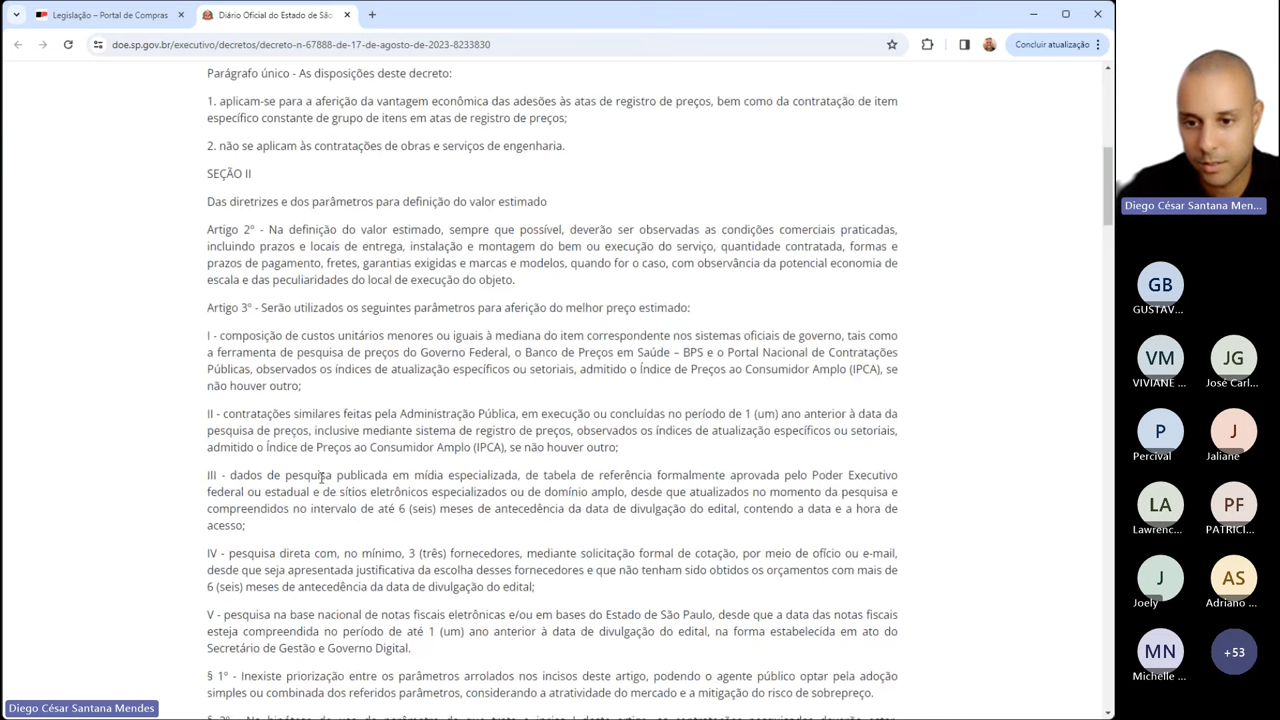 Legislação – Portal de Compras
Diário Oficial do Estado de São
doe.sp.gov.br/executivo/decretos/decreto-n-67888-de-17-de-agosto-de-2023-8233830
Concluir atualização
Parágrafo único - As disposições deste decreto:
1. aplicam-se para a aferição da vantagem econômica das adesões às atas de registro de preços, bem como da contratação de item
específico constante de grupo de itens em atas de registro de preços;
2. não se aplicam às contratações de obras e serviços de engenharia.
SEÇÃO II
Das diretrizes e dos parâmetros para definição do valor estimado
Artigo 2º - Na definição do valor estimado, sempre que possível, deverão ser observadas as condições comerciais praticadas,
incluindo prazos e locais de entrega, instalação e montagem do bem ou execução do serviço, quantidade contratada, formas e
prazos de pagamento, fretes, garantias exigidas e marcas e modelos, quando for o caso, com observância da potencial economia de
escala e das peculiaridades do local de execução do objeto.
Artigo 3º - Serão utilizados os seguintes parâmetros para aferição do melhor preço estimado:
I - composição de custos unitários menores ou iguais à mediana do item correspondente nos sistemas oficiais de governo, tais como
a ferramenta de pesquisa de preços do Governo Federal, o Banco de Preços em Saúde – BPS e o Portal Nacional de Contratações
Públicas, observados os índices de atualização específicos ou setoriais, admitido o Índice de Preços ao Consumidor Amplo (IPCA), se
não houver outro;
II - contratações similares feitas pela Administração Pública, em execução ou concluídas no período de 1 (um) ano anterior à data da
pesquisa de preços, inclusive mediante sistema de registro de preços, observados os índices de atualização específicos ou setoriais,
admitido o Índice de Preços ao Consumidor Amplo (IPCA), se não houver outro;
III - dados de pesquisa publicada em mídia especializada, de tabela de referência formalmente aprovada pelo Poder Executivo
federal ou estadual e de sítios eletrônicos especializados ou de domínio amplo, desde que atualizados no momento da pesquisa e
compreendidos no intervalo de até 6 (seis) meses de antecedência da data de divulgação do edital, contendo a data e a hora de
acesso;
IV - pesquisa direta com, no mínimo, 3 (três) fornecedores, mediante solicitação formal de cotação, por meio de ofício ou e-mail,
desde que seja apresentada justificativa da escolha desses fornecedores e que não tenham sido obtidos os orçamentos com mais de
6 (seis) meses de antecedência da data de divulgação do edital;
V - pesquisa na base nacional de notas fiscais eletrônicas e/ou em bases do Estado de São Paulo, desde que a data das notas fiscais
esteja compreendida no período de até 1 (um) ano anterior à data de divulgação do edital, na forma estabelecida em ato do
Secretário de Gestão e Governo Digital.
§ 1º - Inexiste priorização entre os parâmetros arrolados nos incisos deste artigo, podendo o agente público optar pela adoção
simples ou combinada dos referidos parâmetros, considerando a atratividade do mercado e a mitigação do risco de sobrepreço.
Diego César Santana Mendes
Diego César Santana Men...
GB
GUSTAV...
VM
JG
VIVIANE ...
José Carl...
P
J
Percival
Jaliane
LA
PF
Lawrenc...
PATRICI...
J
AS
Joely
Adriano ...
MN
+53
Michelle ...